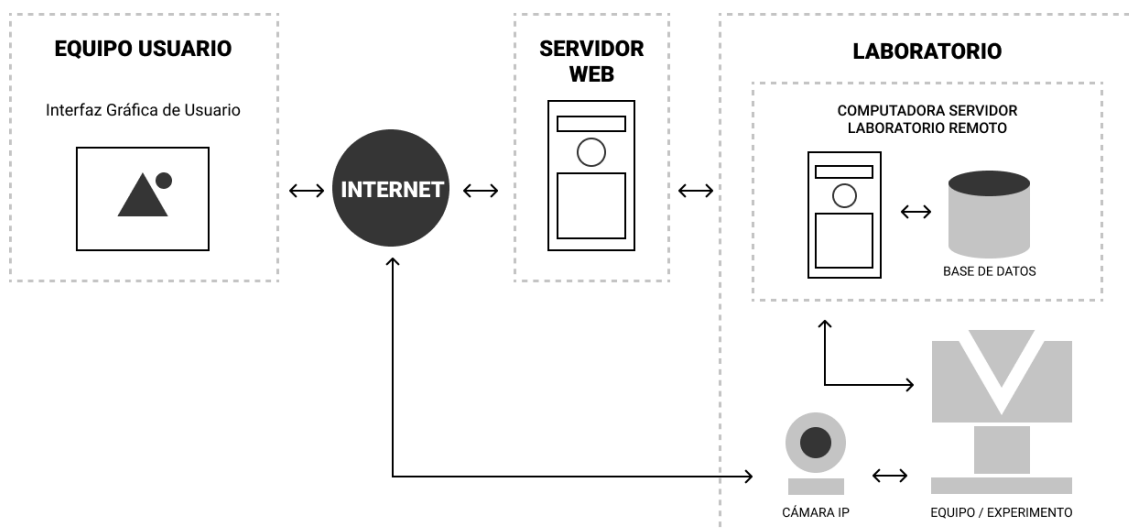 EQUIPO USUARIO
Interfaz Gráfica de Usuario
INTERNET
SERVIDOR
WEB
LABORATORIO
COMPUTADORA SERVIDOR
LABORATORIO REMOTO
BASE DE DATOS
CÁMARA IP
EQUIPO / EXPERIMENTO